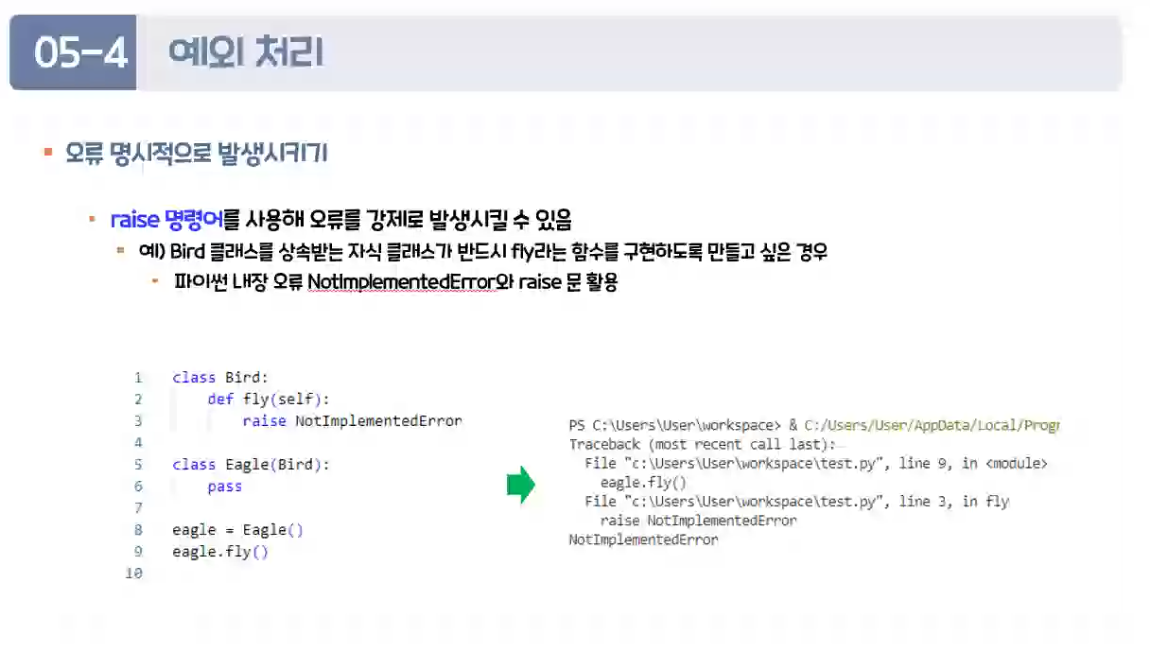 05-4 예외 처리
오류 명시적으로 발생시키기
raise 명령어를 사용해 오류를 강제로 발생시킬 수 있음
예) Bird 클래스를 상속받는 자식 클래스가 반드시 fly라는 함수를 구현하도록 만들고 싶은 경우
파이썬 내장 오류 NotImplementedError와 raise 문 활용
1 class Bird:
2 def fly(self):
3 raise NotImplementedError
4
5 class Eagle(Bird):
6 pass
7
8 eagle = Eagle()
9 eagle.fly()
10
PS C:\Users\User\workspace> & C:/Users/User/AppData/Local/Progr
Traceback (most recent call last):
File "c:\Users\User\workspace\test.py", line 9, in <module>
eagle.fly()
File "c:\Users\User\workspace\test.py", line 3, in fly
raise NotImplementedError
NotImplementedError